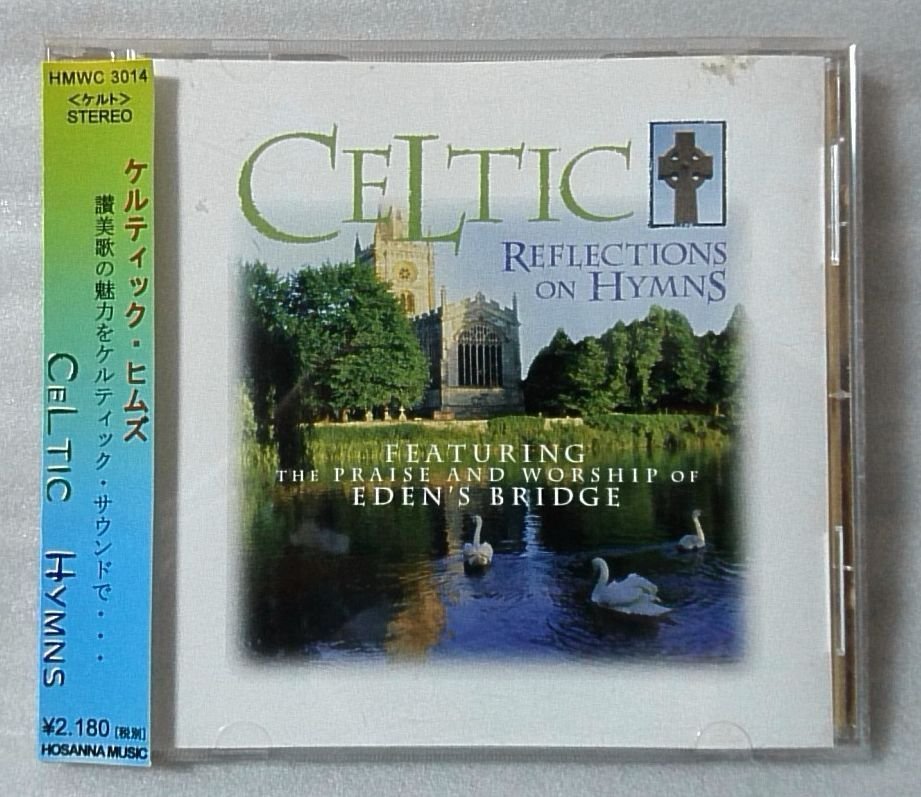 HMWC 3014
<ケルト>
STEREO
ケルティック・ヒムズ
讃美歌の魅力をケルティック・サウンドで・・・
CELTIC HYMNS
¥2.180 [税別]
HOSANNA MUSIC
CELTIC
REFLECTIONS
ON HYMNS
FEATURING
THE PRAISE AND WORSHIP OF
EDEN'S BRIDGE